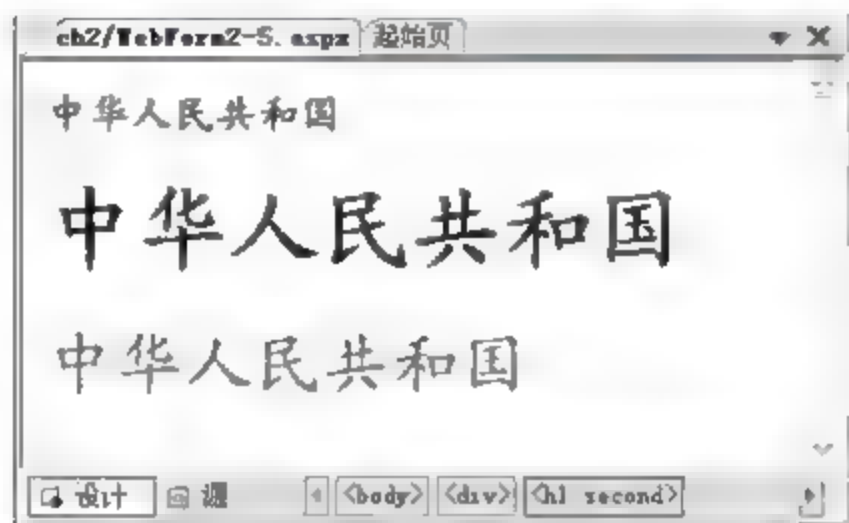 ch2/WebForm2-5.aspx 起始页
中华人民共和国
中华人民共和国
中华人民共和国
设计 源 <body> <div> <h1 second>